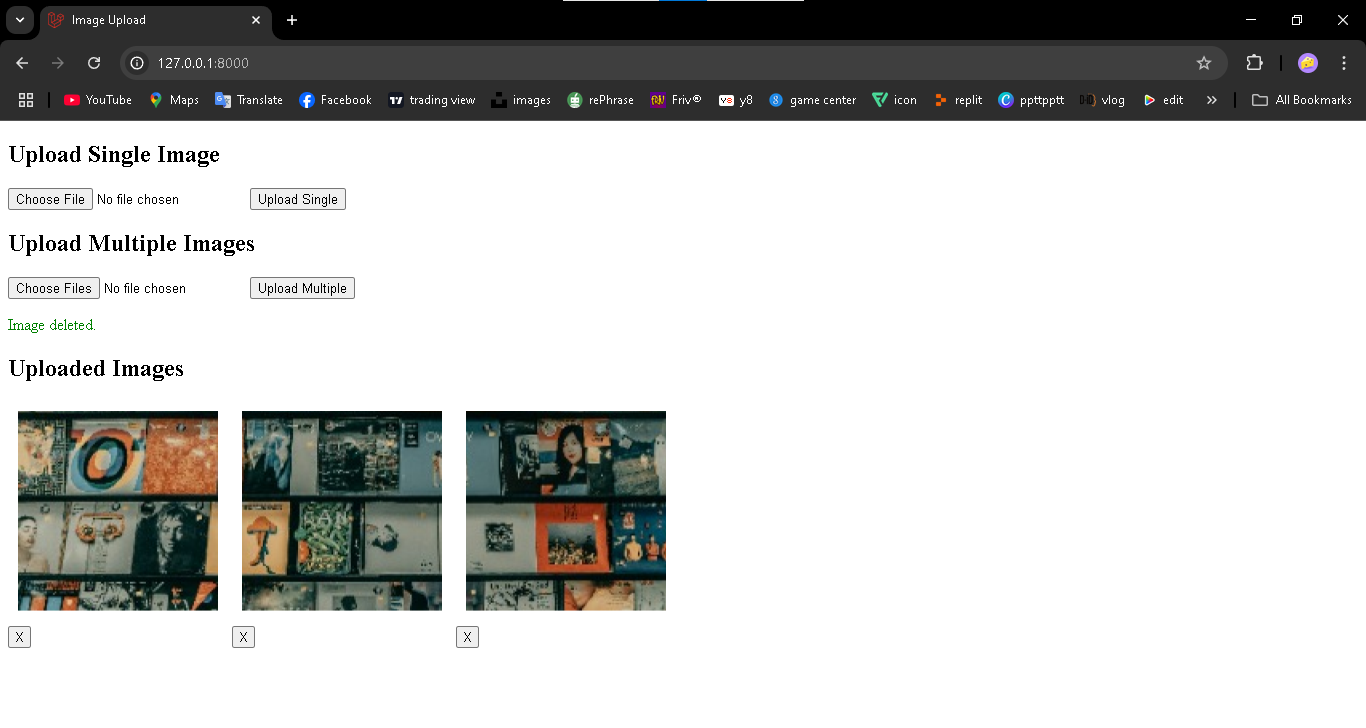 Image Upload
127.0.0.1:8000
YouTube Maps Translate Facebook trading view images rePhrase Friv® y8 game center icon replit ppttpptt vlog edit » All Bookmarks
Upload Single Image
Choose File No file chosen Upload Single
Upload Multiple Images
Choose Files No file chosen Upload Multiple
Image deleted.
Uploaded Images
X X X